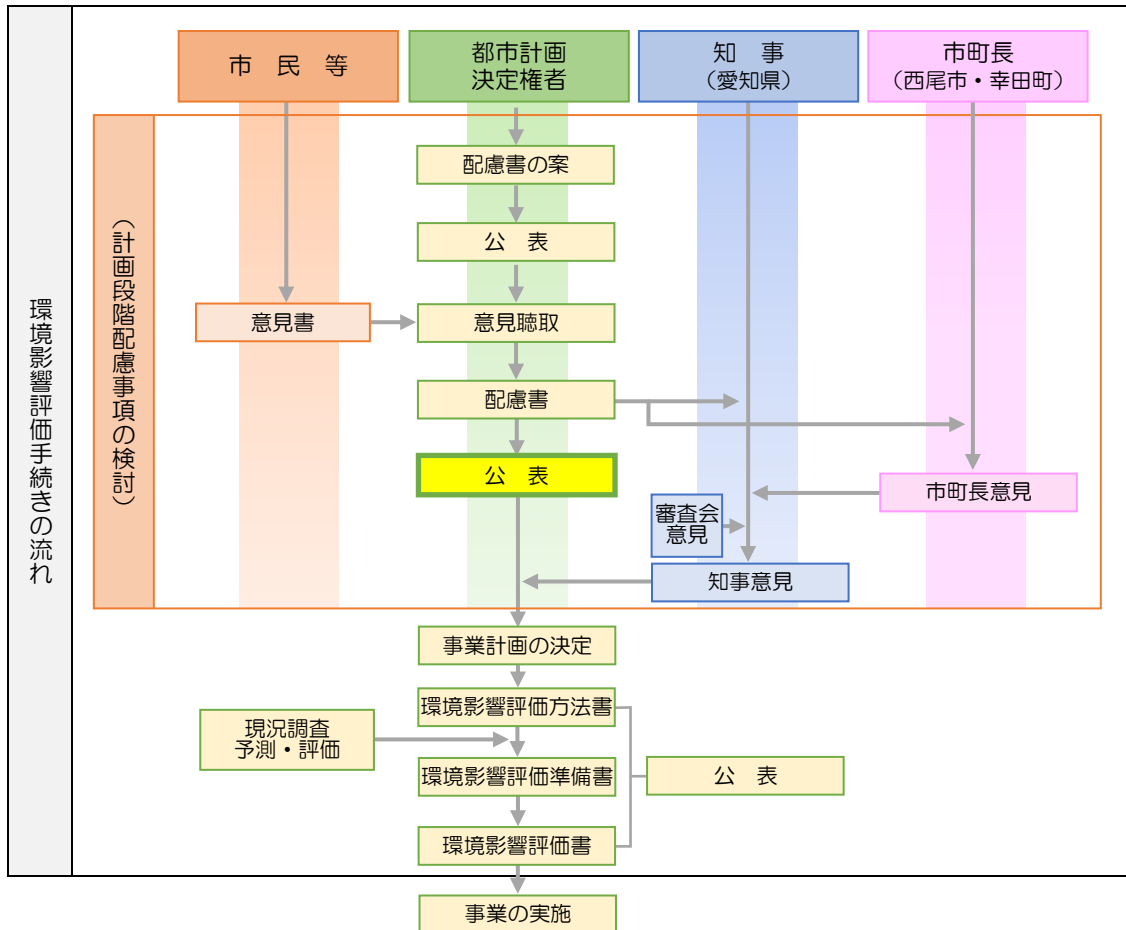 環境影響評価手続きの流れ
市 民 等
都市計画
決定権者
知 事
（愛知県）
市町長
（西尾市・幸田町）
（計画段階配慮事項の検討）
配慮書の案
公 表
意見書
意見聴取
配慮書
公 表
市町長意見
審査会
意見
知事意見
事業計画の決定
環境影響評価方法書
現況調査
予測・評価
環境影響評価準備書
公 表
環境影響評価書
事業の実施